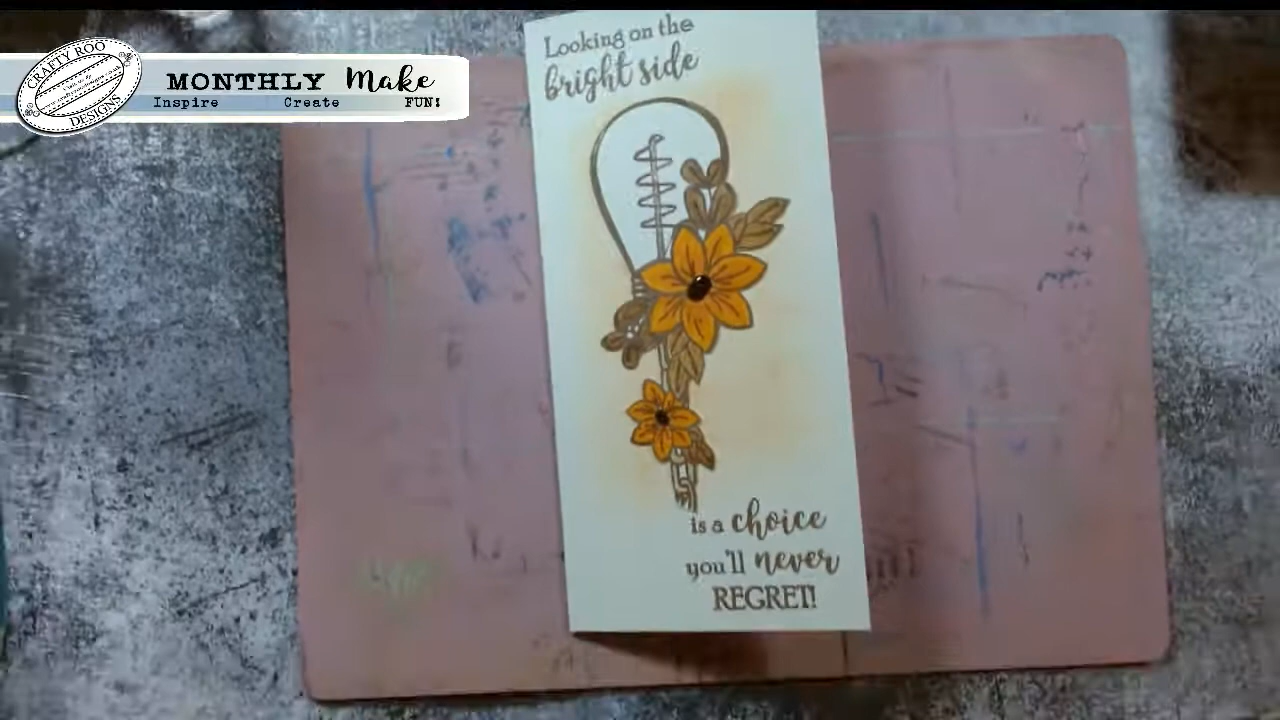 CRAFTY ROO
DESIGNS
MONTHLY Make
Inspire Create FUN!
Looking on the
bright side
is a choice
you'll never
REGRET!